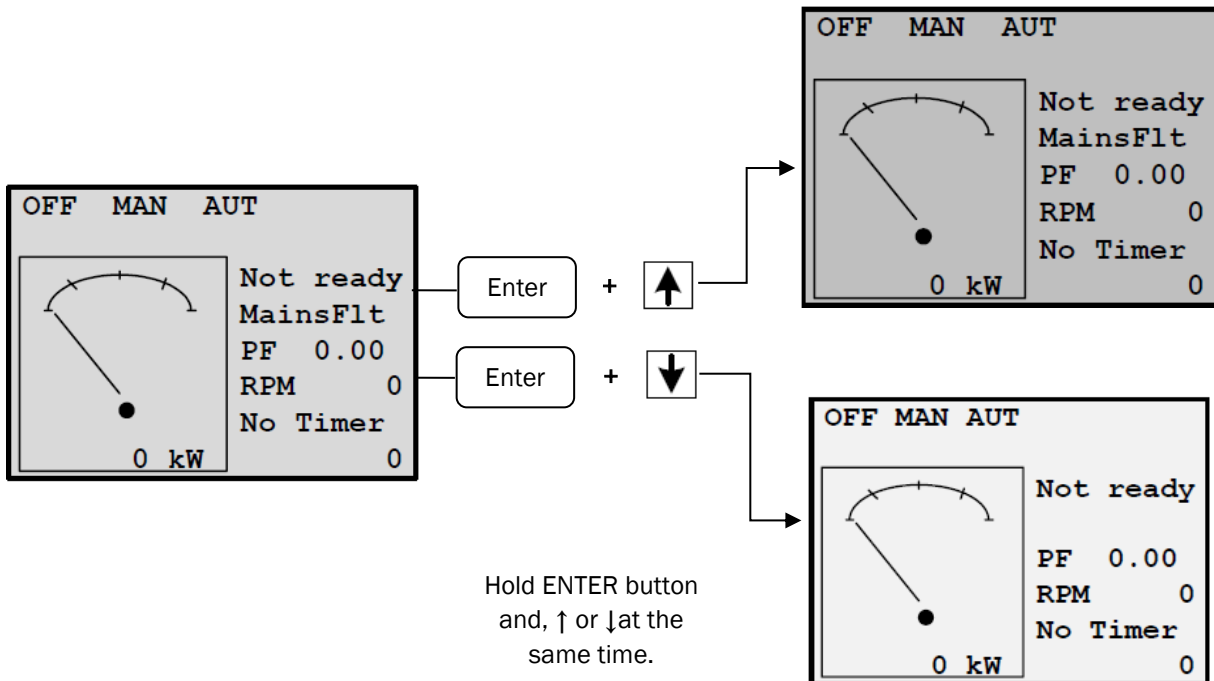 OFF MAN AUT
Not ready
MainsFlt
PF 0.00
RPM 0
No Timer
0 kW 0
Enter + ↑
Enter + ↓
Hold ENTER button
and, ↑ or ↓at the
same time.
OFF MAN AUT
Not ready
MainsFlt
PF 0.00
RPM 0
No Timer
0 kW 0
OFF MAN AUT
Not ready
PF 0.00
RPM 0
No Timer
0 kW 0